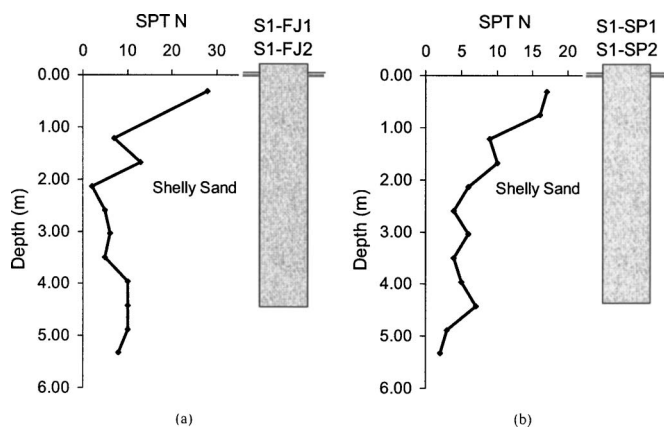 SPT N
S1-FJ1
S1-FJ2
0 10 20 30
0.00
1.00
2.00
3.00
4.00
5.00
6.00
Depth (m)
Shelly Sand
(a)
SPT N
S1-SP1
S1-SP2
0 5 10 15 20
0.00
1.00
2.00
3.00
4.00
5.00
6.00
Depth (m)
Shelly Sand
(b)